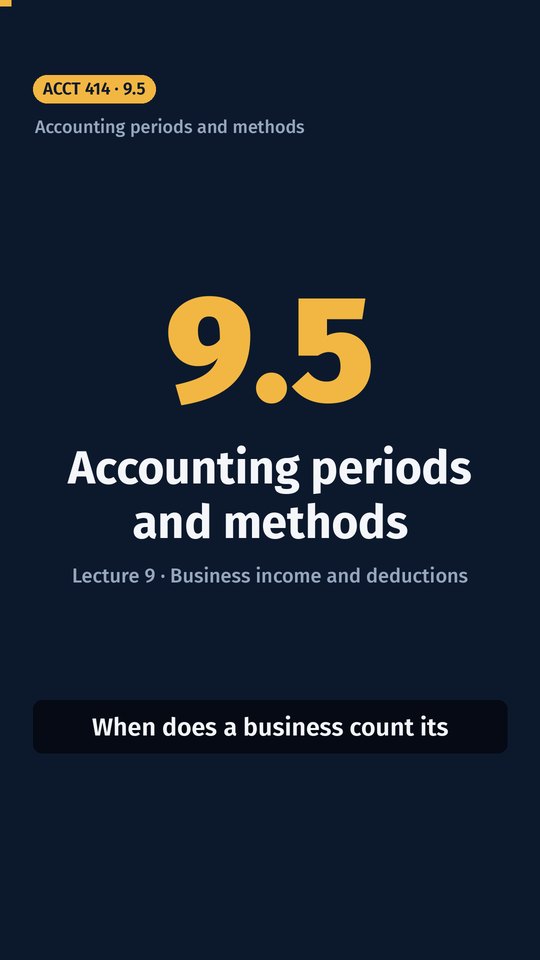 ACCT 414 · 9.5
Accounting periods and methods
9.5
Accounting periods
and methods
Lecture 9 · Business income and deductions
When does a business count its